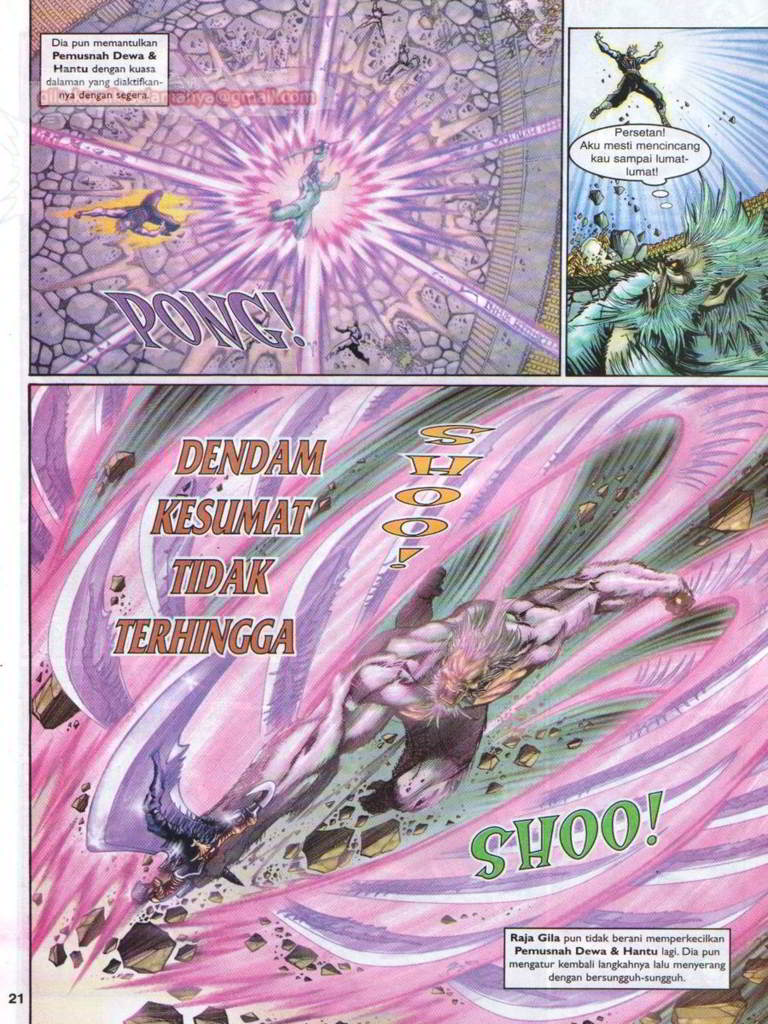 Dia pun memantulkan
Pemusnah Dewa &
Hantu dengan kuasa
dalaman yang diaktifkan-
nya dengan segera.
@gmail.com
PONG!
Persetan!
Aku mesti mencincang
kau sampai lumat-
lumat!
DENDAM
KESUMAT
TIDAK
TERHINGGA
SHOO!
SHOO!
Raja Gila pun tidak berani memperkecilkan
Pemusnah Dewa & Hantu lagi. Dia pun
mengatur kembali langkahnya lalu menyerang
dengan bersungguh-sungguh.
21